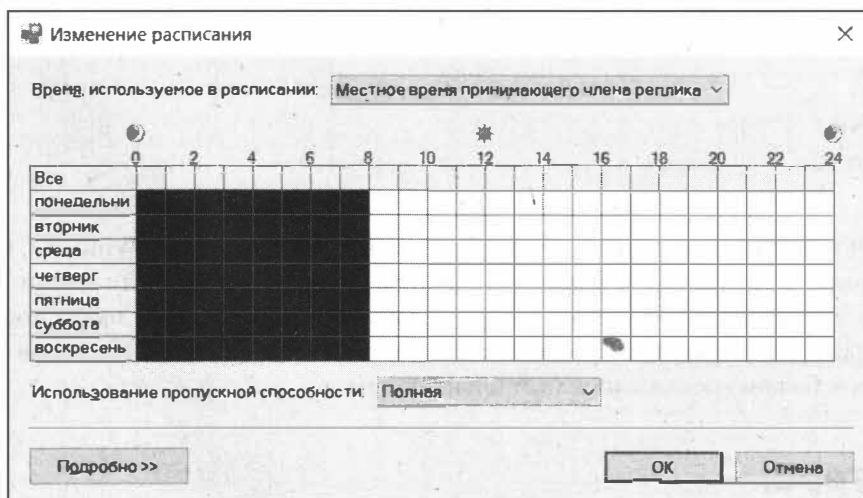 Изменение расписания
Время, используемое в расписании: Местное время принимающего члена реплика
0 2 4 6 8 10 12 14 16 18 20 22 24
Все
понедельни
вторник
среда
четверг
пятница
суббота
воскресень
Использование пропускной способности: Полная
Подробно >> ОК Отмена